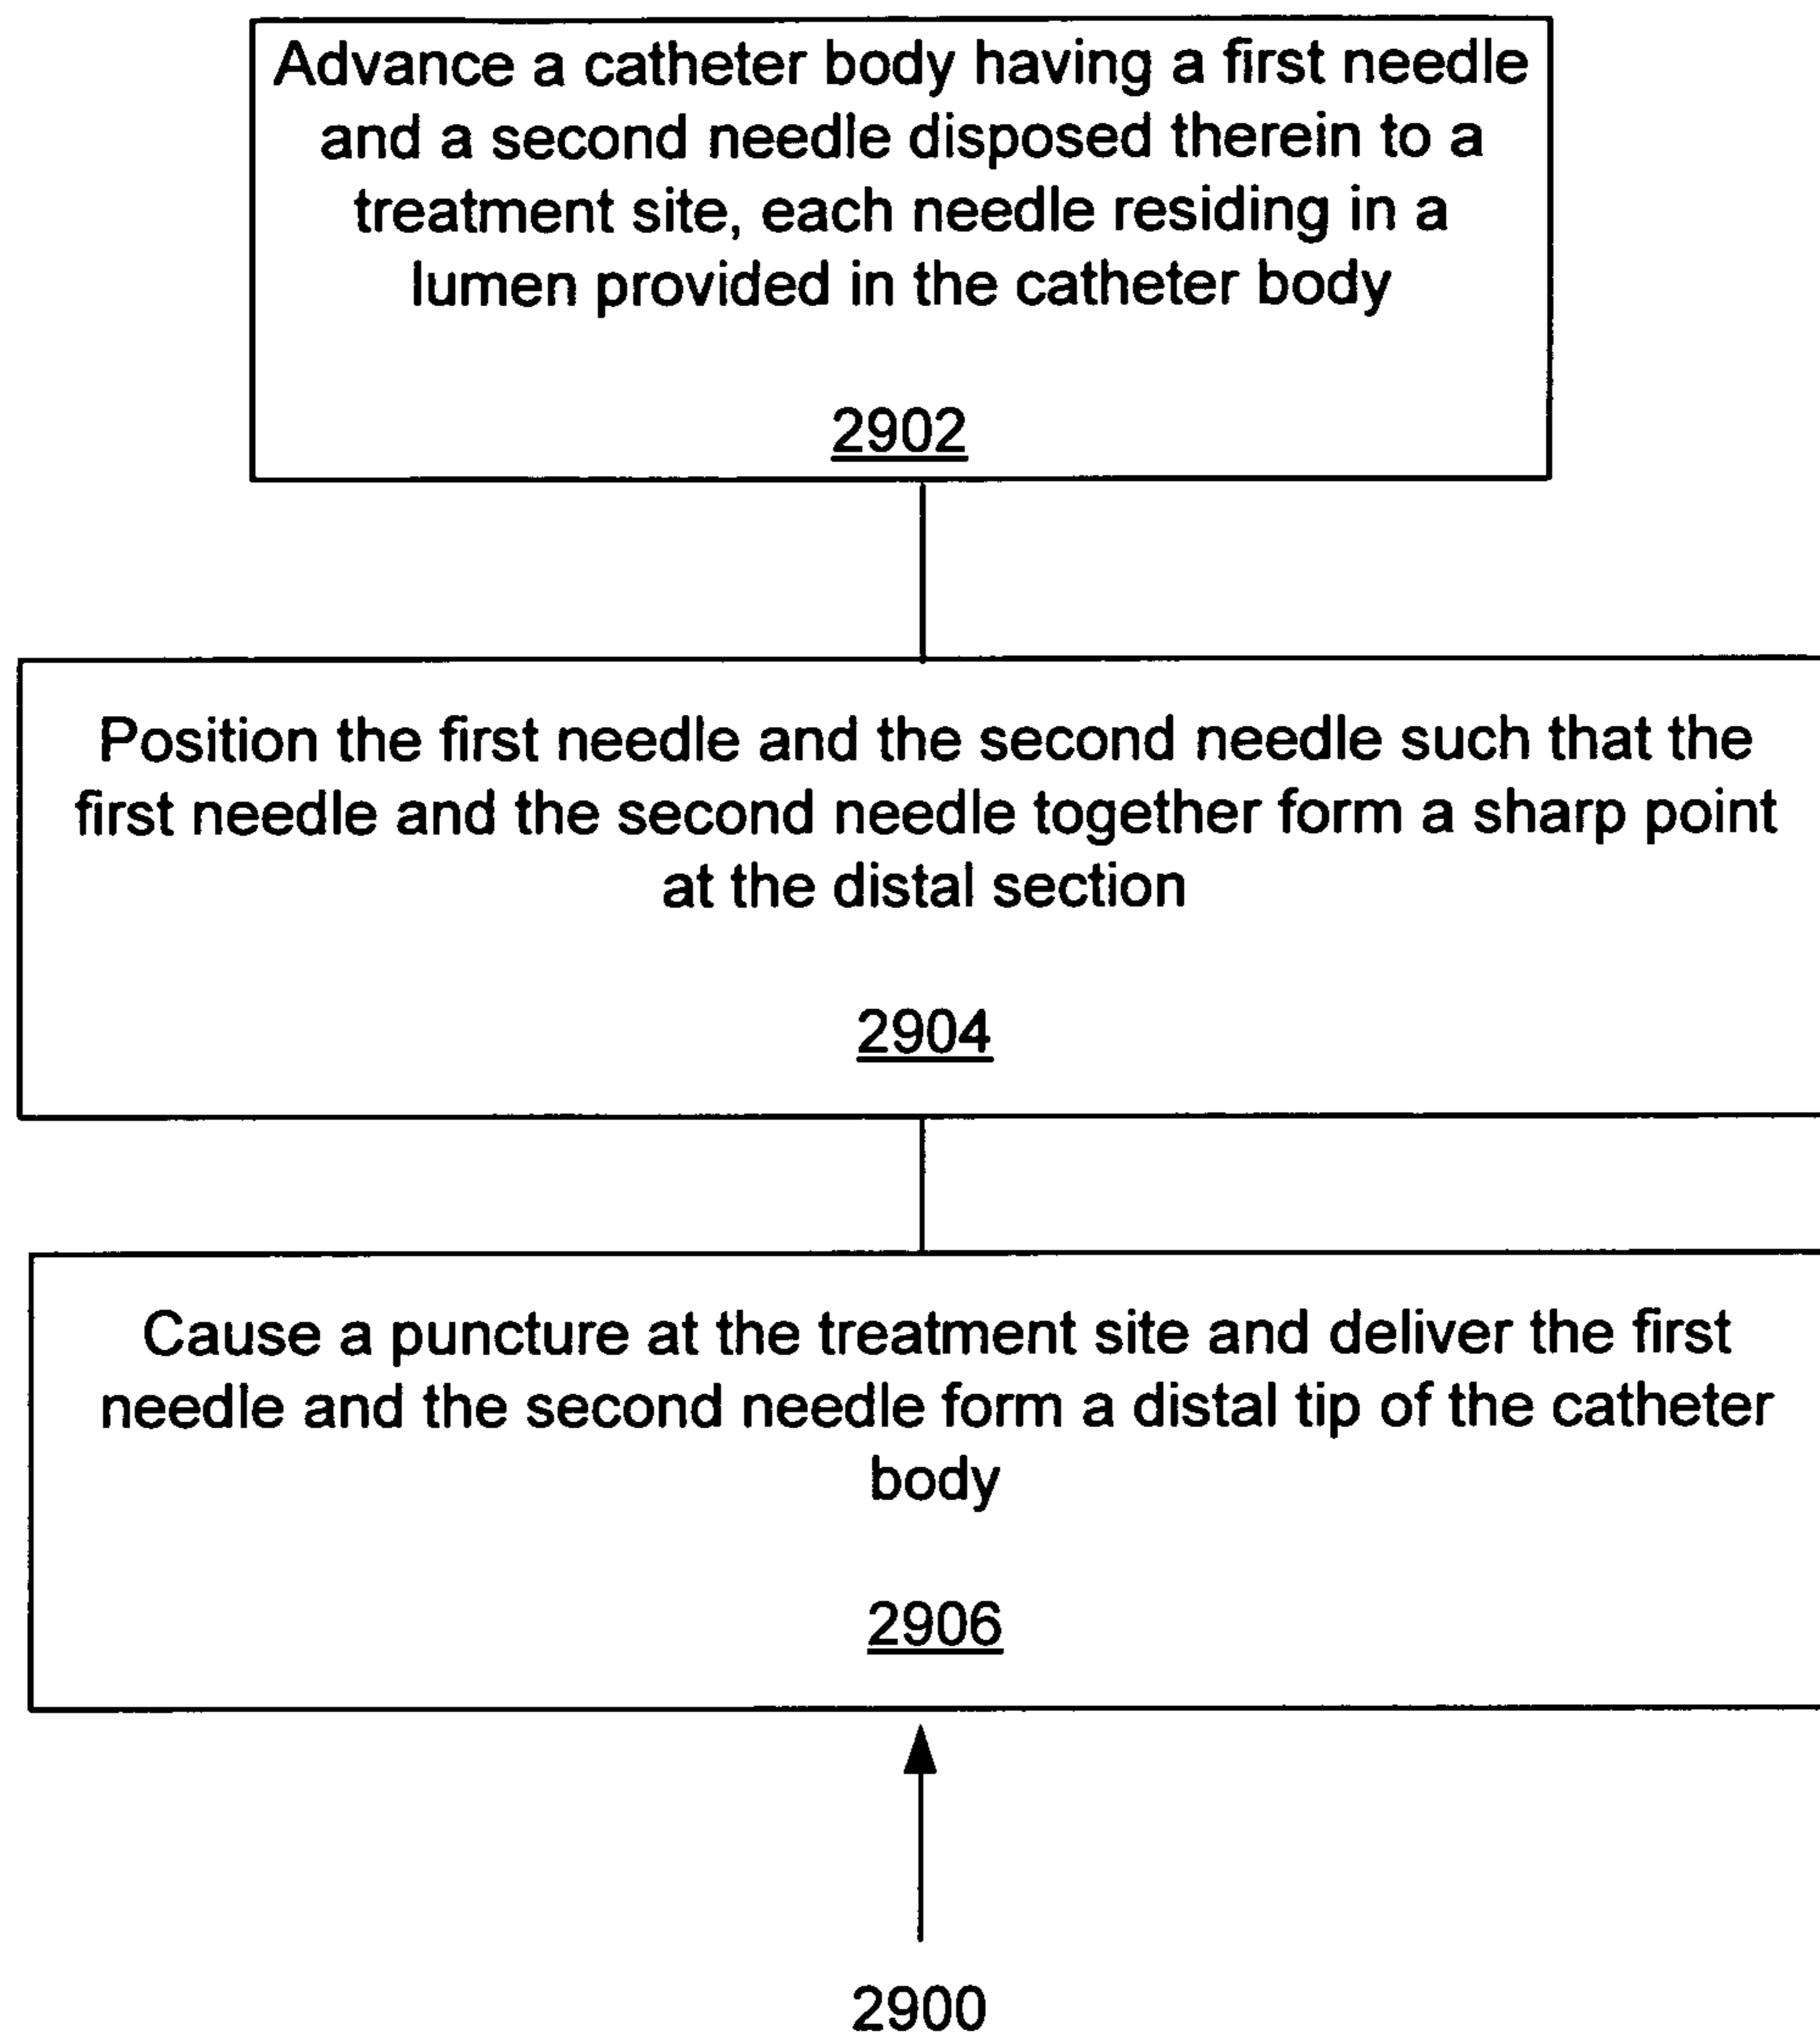 Advance a catheter body having a first needle
and a second needle disposed therein to a
treatment site, each needle residing in a
lumen provided in the catheter body
2902
Position the first needle and the second needle such that the
first needle and the second needle together form a sharp point
at the distal section
2904
Cause a puncture at the treatment site and deliver the first
needle and the second needle form a distal tip of the catheter
body
2906
2900